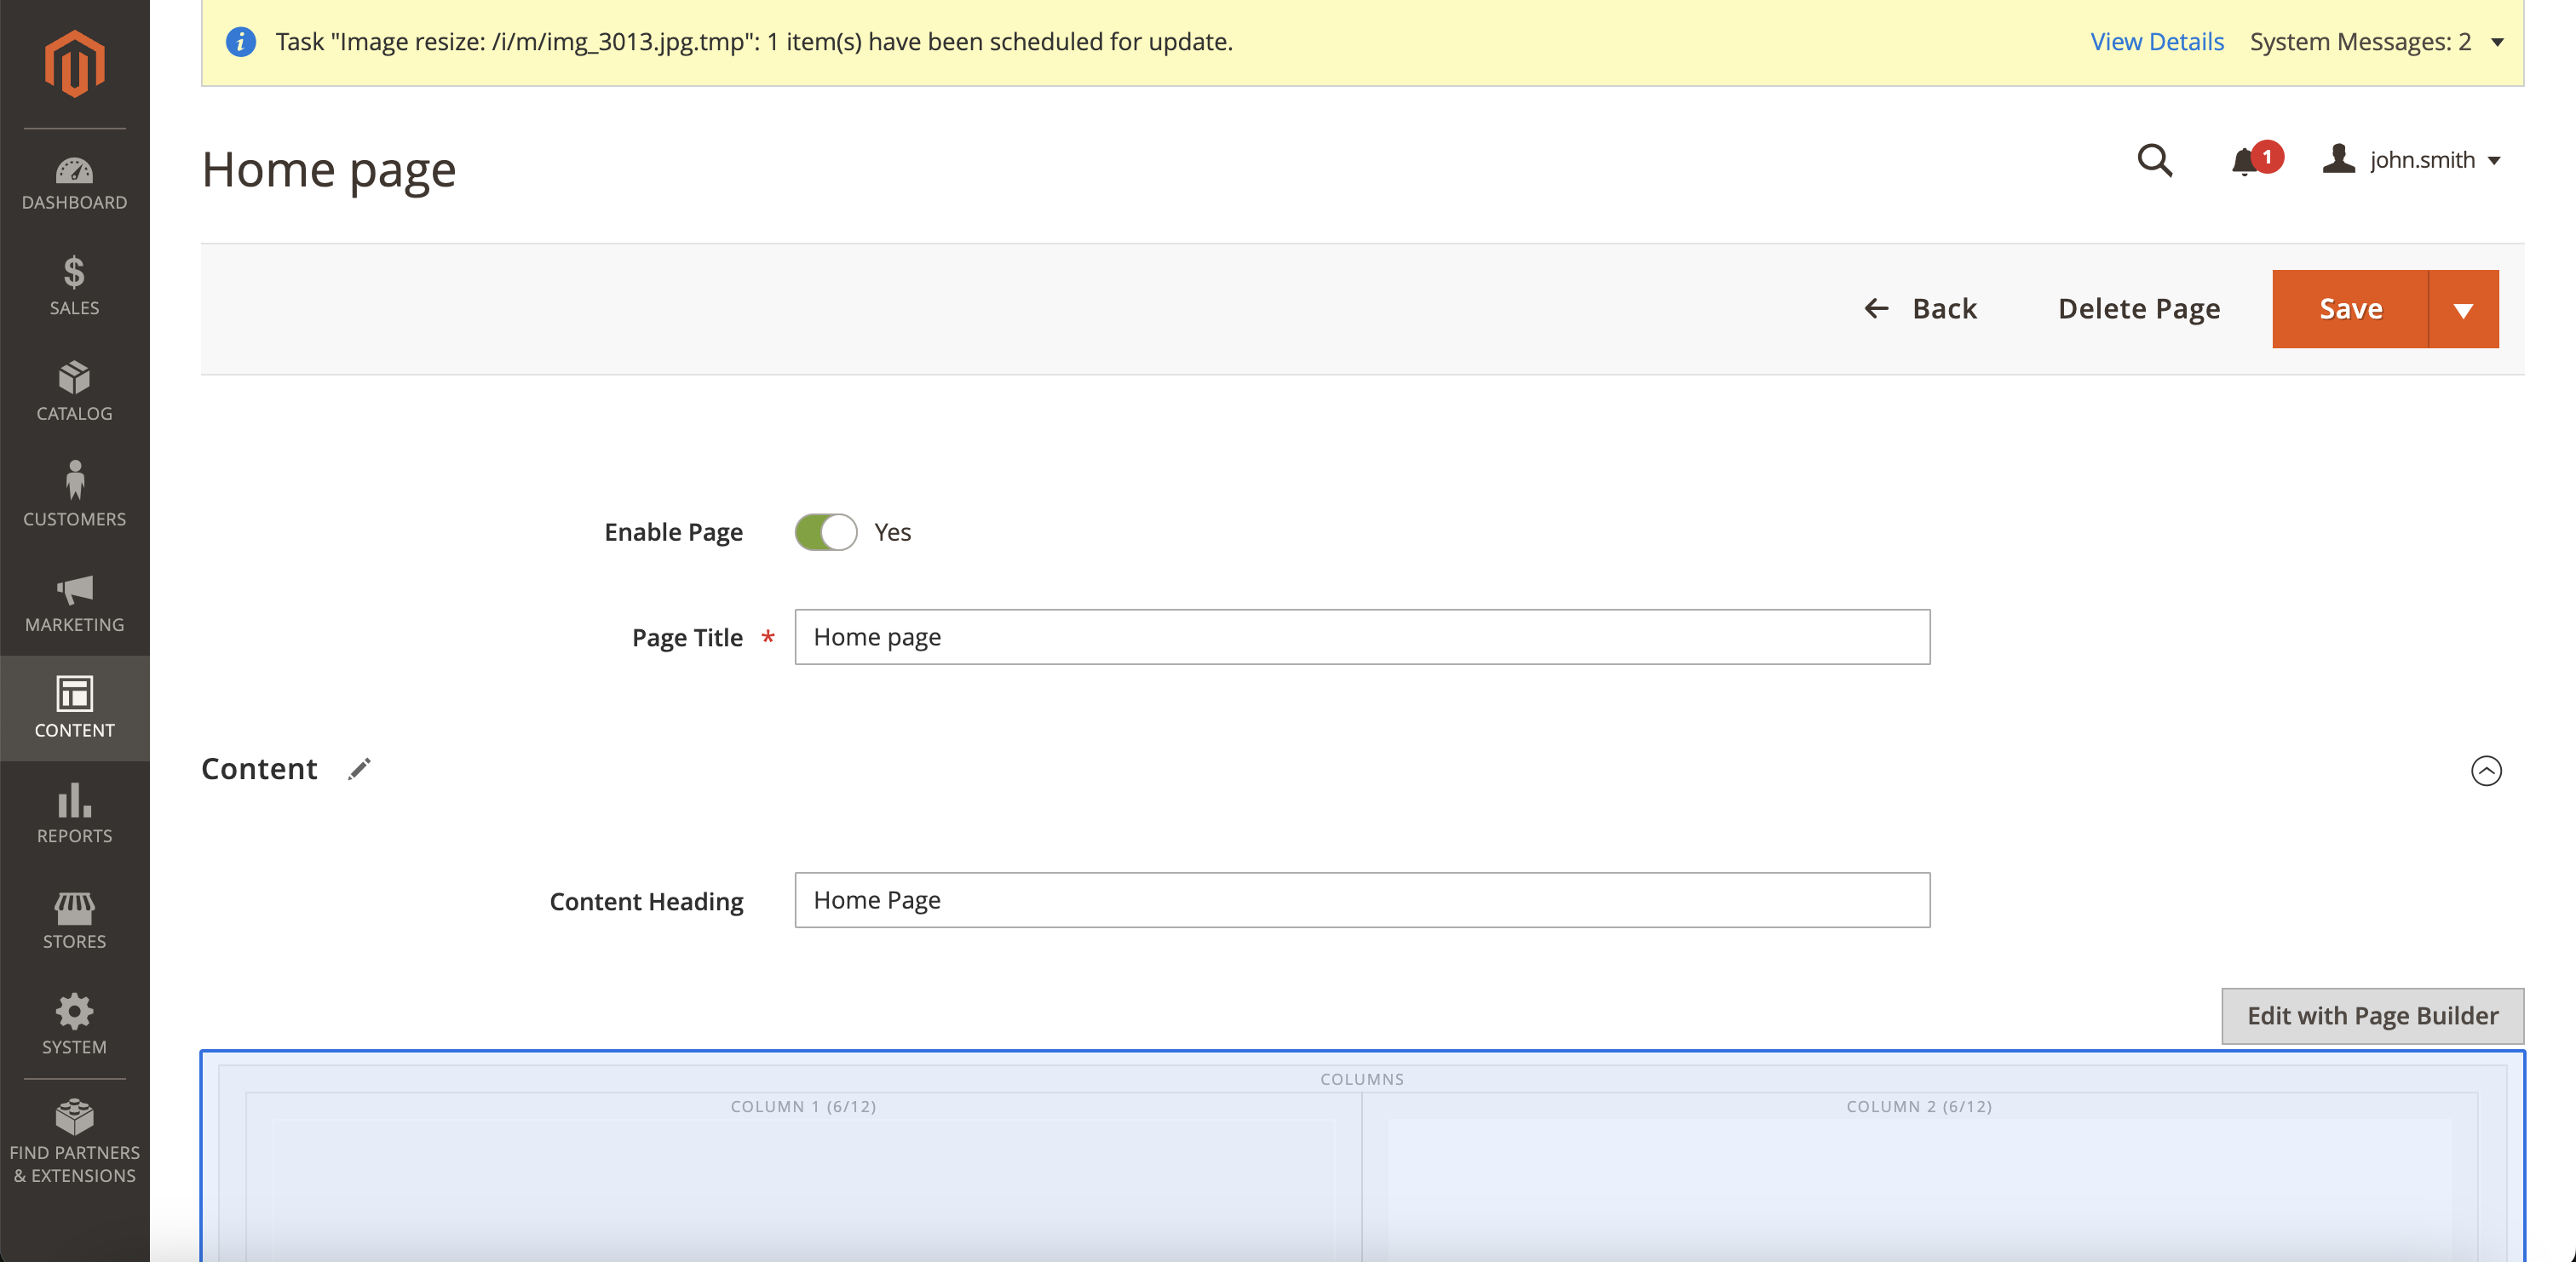 Task "Image resize: /i/m/img_3013.jpg.tmp": 1 item(s) have been scheduled for update.
View Details
System Messages: 2
Home page
1
john.smith
Back
Delete Page
Save
DASHBOARD
SALES
CATALOG
CUSTOMERS
MARKETING
CONTENT
REPORTS
STORES
SYSTEM
FIND PARTNERS
& EXTENSIONS
Enable Page
Yes
Page Title *
Home page
Content
Content Heading
Home Page
Edit with Page Builder
COLUMNS
COLUMN 1 (6/12)
COLUMN 2 (6/12)